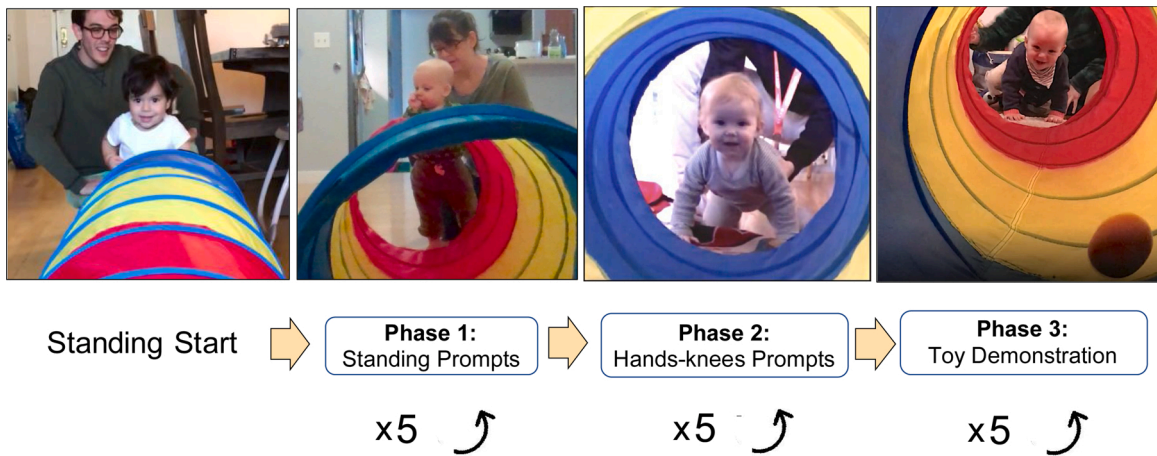 Standing Start
Phase 1:
Standing Prompts
Phase 2:
Hands-knees Prompts
Phase 3:
Toy Demonstration
x5
x5
x5